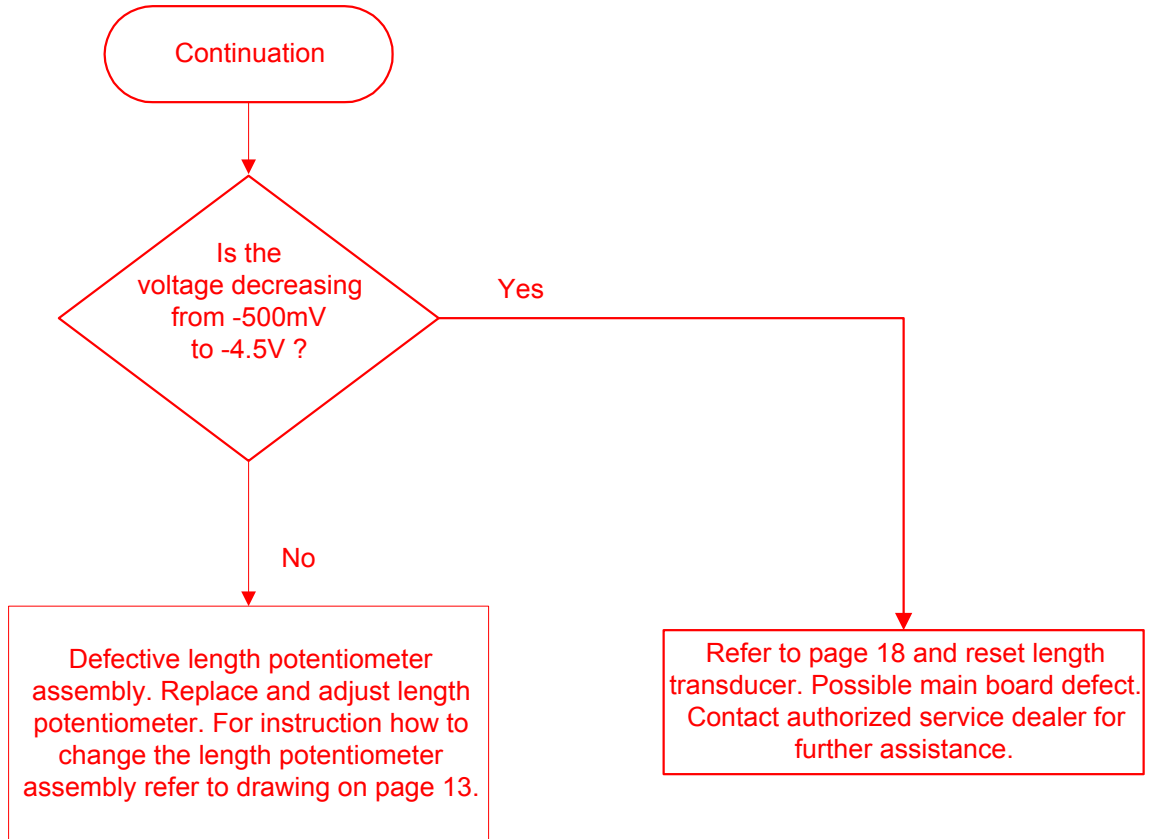 Continuation
Is the
voltage decreasing
from -500mV
to -4.5V ?
Yes
No
Defective length potentiometer
assembly. Replace and adjust length
potentiometer. For instruction how to
change the length potentiometer
assembly refer to drawing on page 13.
Refer to page 18 and reset length
transducer. Possible main board defect.
Contact authorized service dealer for
further assistance.